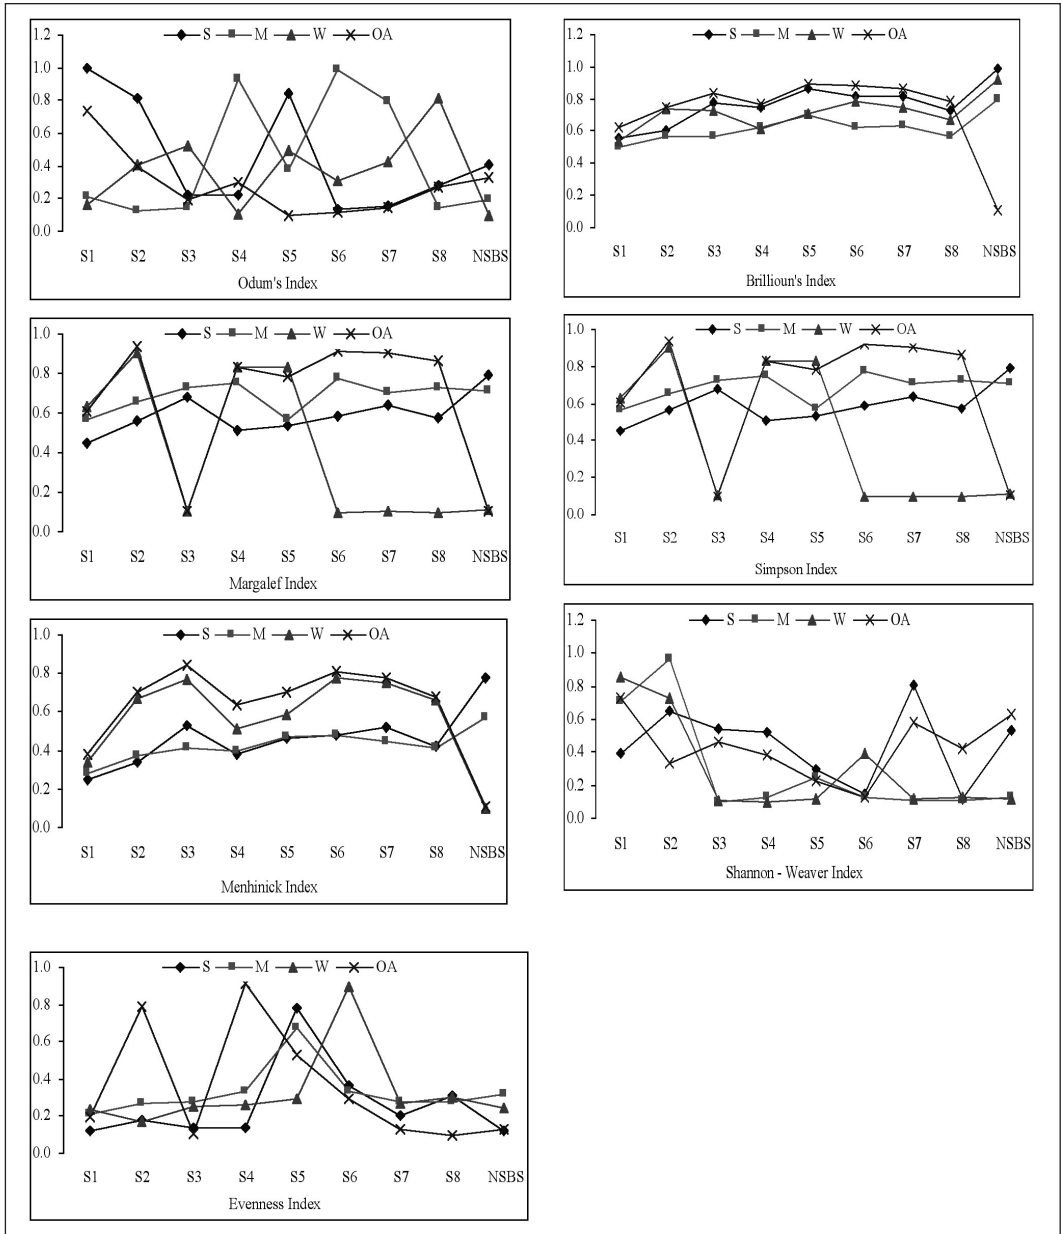 S M W OA
1.2
1.0
0.8
0.6
0.4
0.2
0.0
S1 S2 S3 S4 S5 S6 S7 S8 NSBS
Odum's Index
S M W OA
1.2
1.0
0.8
0.6
0.4
0.2
0.0
S1 S2 S3 S4 S5 S6 S7 S8 NSBS
Brillioun's Index
S M W OA
1.0
0.8
0.6
0.4
0.2
0.0
S1 S2 S3 S4 S5 S6 S7 S8 NSBS
Margalef Index
S M W OA
1.0
0.8
0.6
0.4
0.2
0.0
S1 S2 S3 S4 S5 S6 S7 S8 NSBS
Simpson Index
S M W OA
1.0
0.8
0.6
0.4
0.2
0.0
S1 S2 S3 S4 S5 S6 S7 S8 NSBS
Menhinick Index
S M W OA
1.2
1.0
0.8
0.6
0.4
0.2
0.0
S1 S2 S3 S4 S5 S6 S7 S8 NSBS
Shannon - Weaver Index
S M W OA
1.0
0.8
0.6
0.4
0.2
0.0
S1 S2 S3 S4 S5 S6 S7 S8 NSBS
Evenness Index